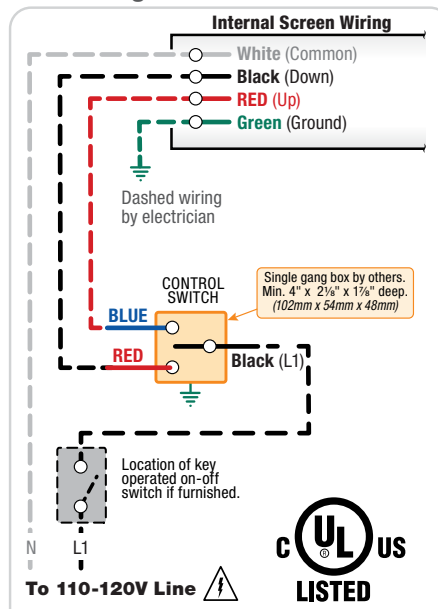 Internal Screen Wiring
White (Common)
Black (Down)
RED (Up)
Green (Ground)
Dashed wiring
by electrician
CONTROL
SWITCH
Single gang box by others.
Min. 4" x 2⅛" x 1⅞" deep.
(102mm x 54mm x 48mm)
BLUE
RED
Black (L1)
Location of key
operated on-off
switch if furnished.
N L1
To 110-120V Line
C UL ® US
LISTED